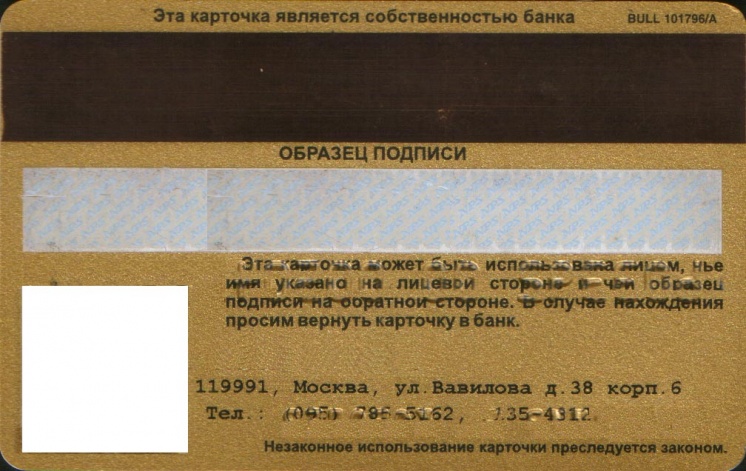 Эта карточка является собственностью банка
BULL 101796/A
ОБРАЗЕЦ ПОДПИСИ
Эта карточка может быть использована лицом, чье
имя указано на лицевой стороне и чей образец
подписи на обратной стороне. В случае нахождения
просим вернуть карточку в банк.
119991, Москва, ул.Вавилова д.38 корп.6
Тел.: (095)
Незаконное использование карточки преследуется законом.